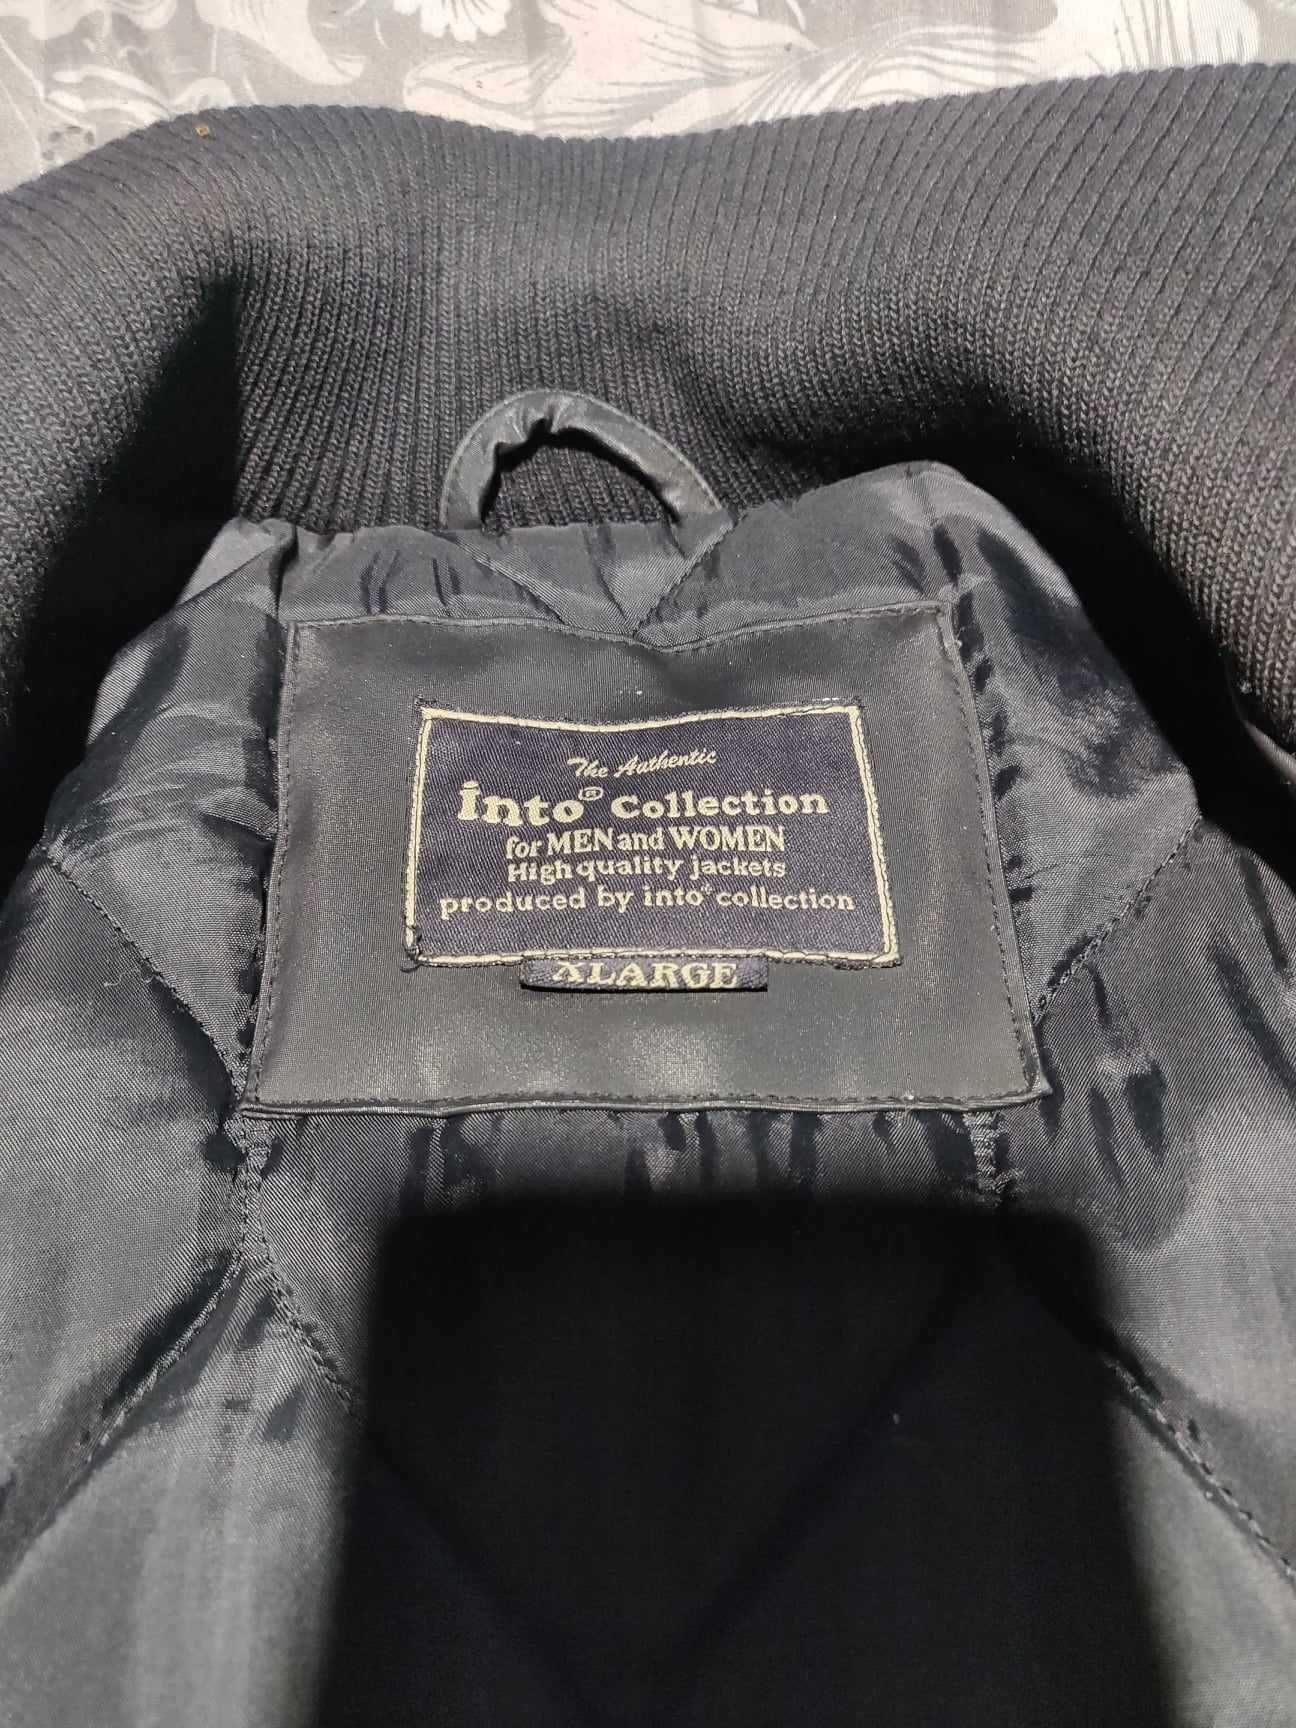 The Authentic
into® Collection
for MEN and WOMEN
High quality jackets
produced by into® collection
XLARGE